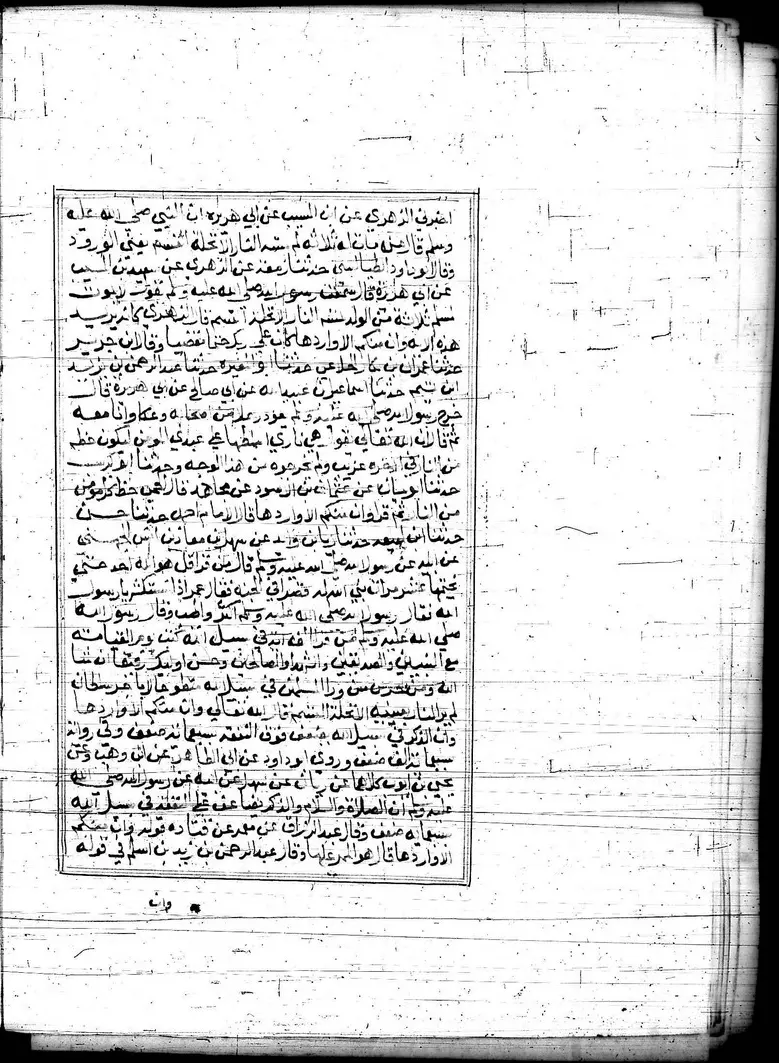 اخبرني الزهري عن ابن المسيب عن ابي هريرة ان النبي صلى الله عليه
وسلم قال من مات له ثلاثة لم تمسه النار الا تحلة القسم يعني الورود
وقال ابو داود الطيالسي حدثنا زمعة عن الزهري عن سعيد بن المسيب
عن ابي هريرة قال سمعت رسول الله صلى الله عليه وسلم يقول لا يموت
لمسلم ثلاثة من الولد تمسه النار الا تحلة القسم قال الزهري كانه يريد
هذه الاية وان منكم الا واردها كان على ربك حتما مقضيا وقال ابن جرير
حدثنا عمران بن بكار الكلاعي حدثنا ابو المغيرة حدثنا عبد الرحمن بن يزيد
ابن تميم حدثنا اسماعيل بن عبيد الله عن ابي صالح عن ابي هريرة قال
خرج رسول الله صلى الله عليه وسلم يعود رجلا من اصحابه وعكا وانا معه
ثم قال ان الله تعالى يقول هي ناري اسلطها على عبدي المومن لتكون حظه
من النار في الاخرة غريب ولم يخرجوه من هذا الوجه وحدثنا ابو كريب
حدثنا ابو يمان عن عثمان بن الاسود عن مجاهد قال الحمى حظ كل مومن
من النار ثم قرا وان منكم الا واردها قال الامام احمد حدثنا حسن
حدثنا ابن لهيعة حدثنا زبان بن فايد عن سهل بن معاذ بن انس الجهني
عن ابيه عن رسول الله صلى الله عليه وسلم قال من قرا قل هو الله احد حتى
يختمها عشر مرات بنى الله له قصرا في الجنة فقال عمر اذا نستكثر يا رسول
الله فقال رسول الله صلى الله عليه وسلم الله اكثر واطيب وقال رسول الله
صلى الله عليه وسلم من قرا الف اية في سبيل الله كتب يوم القيامة
مع النبيين والصديقين والشهداء والصالحين وحسن اوليك رفيقا ان شا
الله ومن حرس من ورا المسلمين في سبيل الله متطوعا لا باجر سلطان
لم ير النار بعينيه الا تحلة القسم قال الله تعالى وان منكم الا واردها
وان الذكر في سبيل الله يضعف فوق النفقة بسبعماية ضعف وفي رواية
بسبعماية الف ضعف وروى ابو داود عن ابي الطاهر عن ابن وهب وعن
يحيى بن ايوب كلاهما عن زبان عن سهل عن ابيه عن رسول الله صلى الله
عليه وسلم ان الصلاة والصيام والذكر يضاعف على النفقة في سبيل الله
بسبعماية ضعف وقال عبد الرزاق عن معمر عن قتادة قوله وان منكم
الا واردها قال هو الممر عليها وقال عبد الرحمن بن زيد بن اسلم في قوله
وان